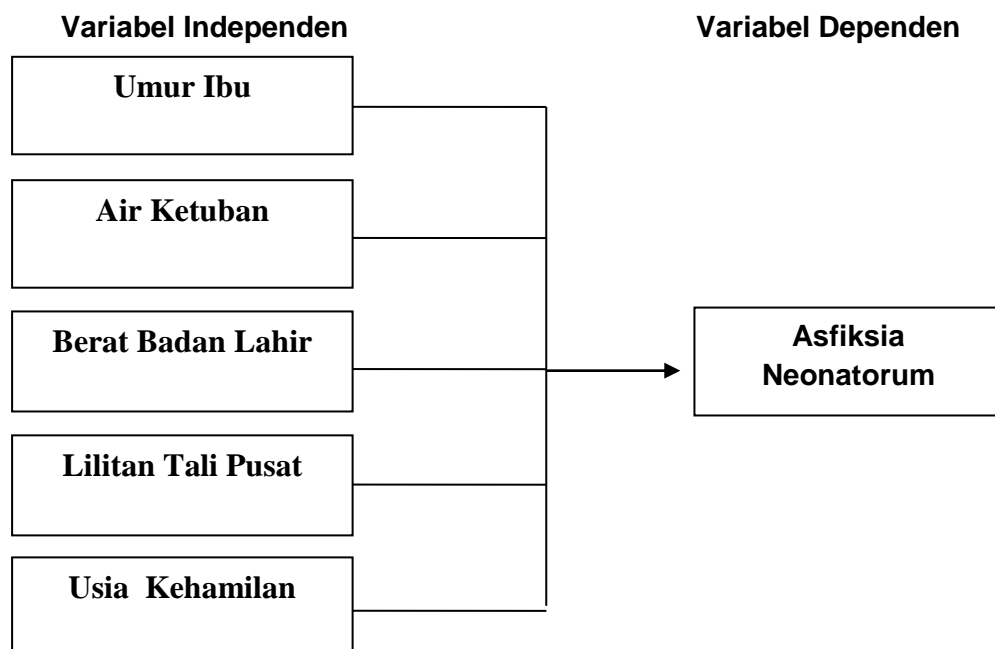 Variabel Independen
Variabel Dependen
Umur Ibu
Air Ketuban
Berat Badan Lahir
Lilitan Tali Pusat
Usia Kehamilan
Asfiksia
Neonatorum